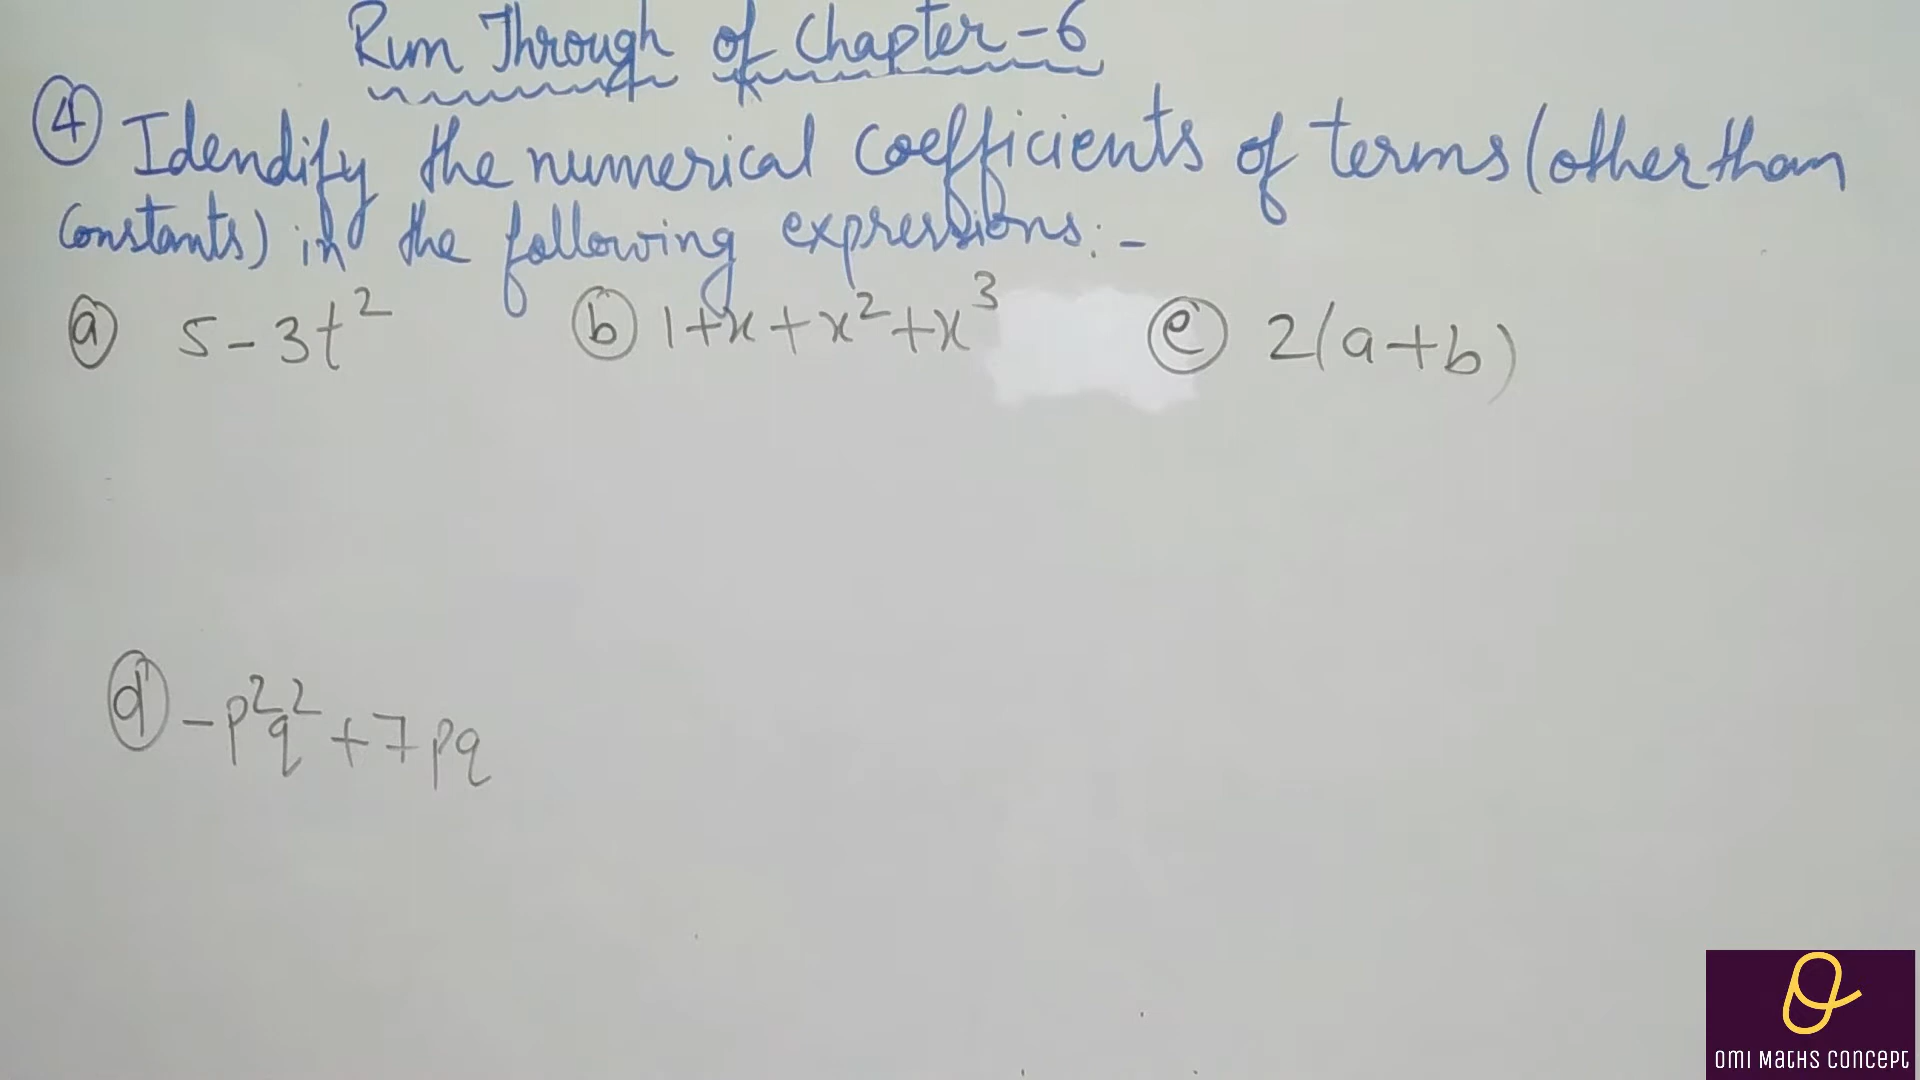 Run Through of Chapter-6
④ Idendify the numerical coefficients of terms (other than
Constants) in the following expressions:-
ⓐ 5-3t² ⓑ 1+x+x²+x³ ⓔ 2(a+b)
ⓓ -p²q²+7pq
OMI MATHS CONCEPT